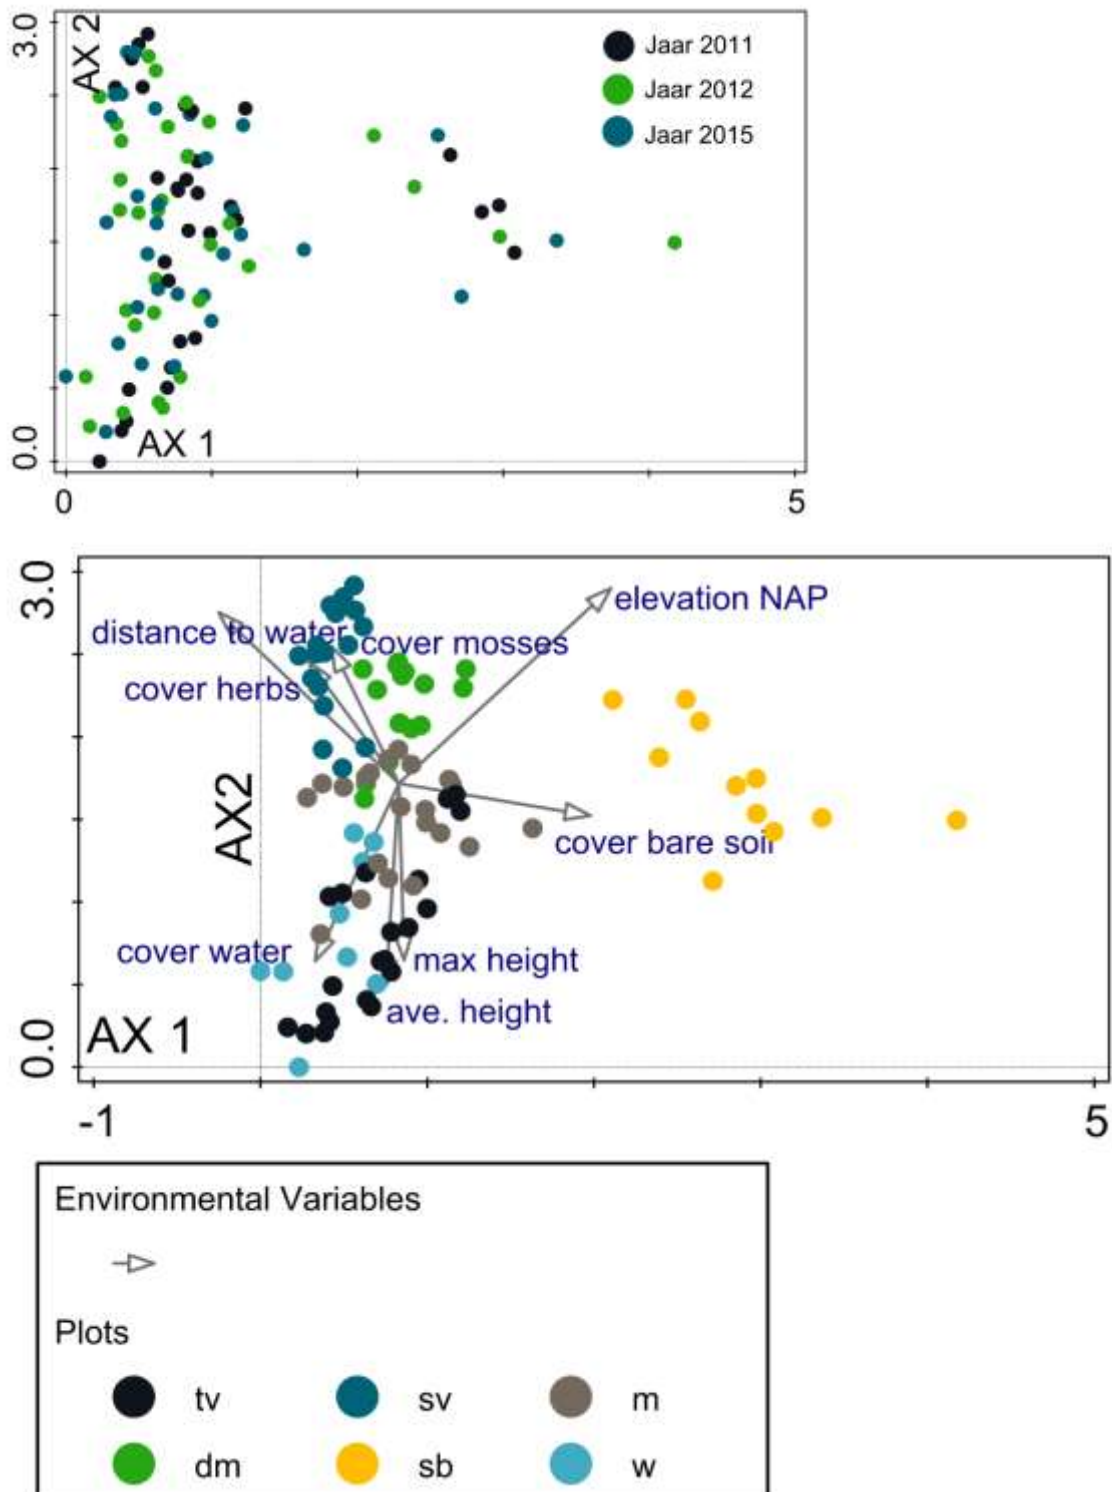 3.0
AX 2
Jaar 2011
Jaar 2012
Jaar 2015
0.0
AX 1
0
5
3.0
elevation NAP
distance to water
cover mosses
cover herbs
AX2
cover bare soil
cover water
max height
ave. height
0.0
AX 1
-1
5
Environmental Variables
Plots
tv
sv
m
dm
sb
w